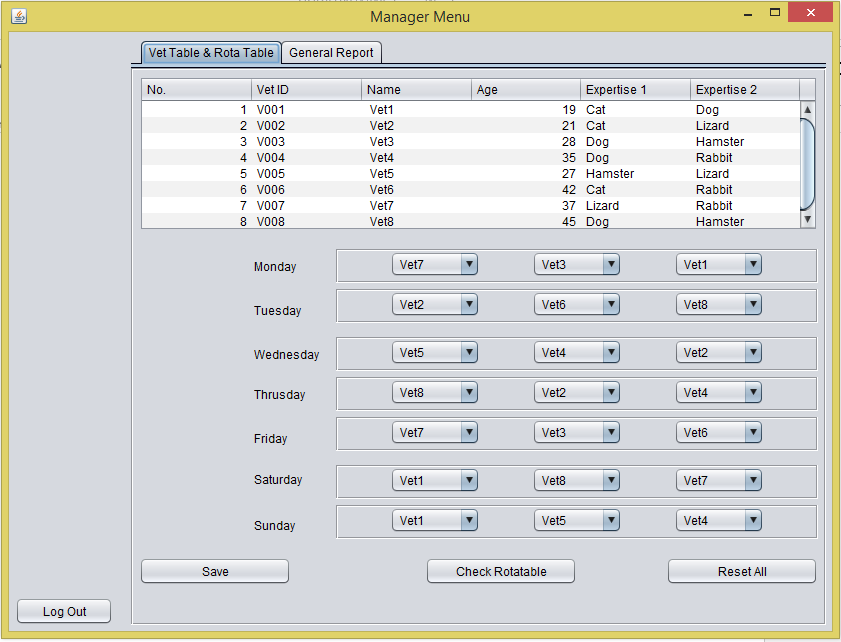 Manager Menu
Vet Table & Rota Table General Report
No. Vet ID Name Age Expertise 1 Expertise 2
1 V001 Vet1 19 Cat Dog
2 V002 Vet2 21 Cat Lizard
3 V003 Vet3 28 Dog Hamster
4 V004 Vet4 35 Dog Rabbit
5 V005 Vet5 27 Hamster Lizard
6 V006 Vet6 42 Cat Rabbit
7 V007 Vet7 37 Lizard Rabbit
8 V008 Vet8 45 Dog Hamster
Monday Vet7 Vet3 Vet1
Tuesday Vet2 Vet6 Vet8
Wednesday Vet5 Vet4 Vet2
Thrusday Vet8 Vet2 Vet4
Friday Vet7 Vet3 Vet6
Saturday Vet1 Vet8 Vet7
Sunday Vet1 Vet5 Vet4
Save Check Rotatable Reset All
Log Out